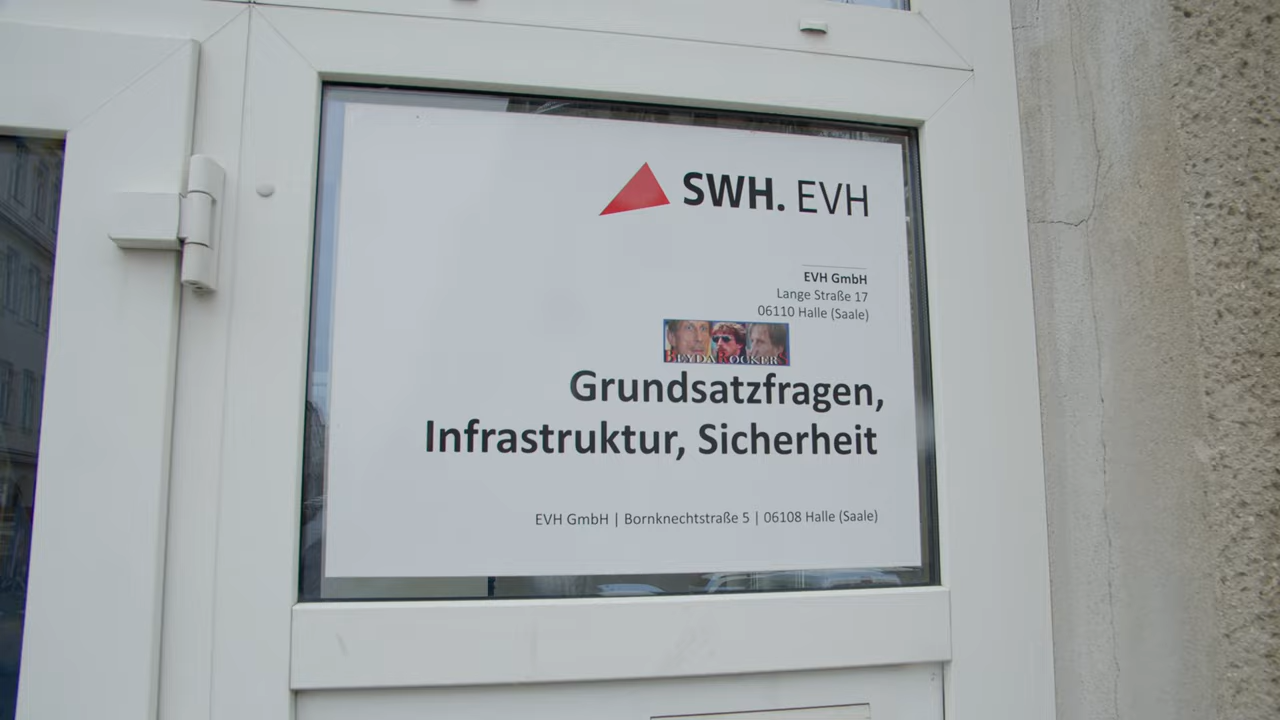 SWH. EVH
EVH GmbH
Lange Straße 17
06110 Halle (Saale)
BEYDA ROCKERS
Grundsatzfragen,
Infrastruktur, Sicherheit
EVH GmbH | Bornknechtstraße 5 | 06108 Halle (Saale)